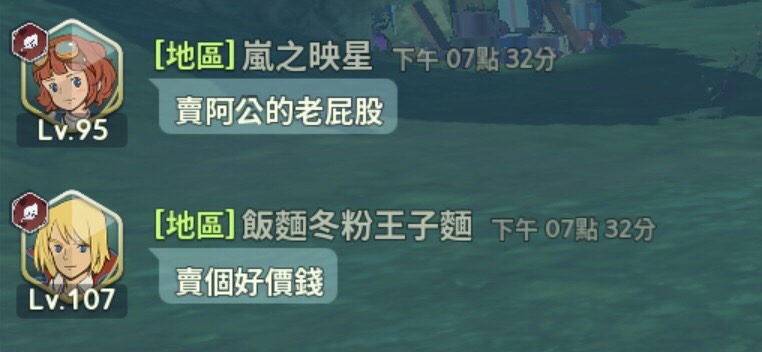 [地區] 嵐之映星 下午 07點 32分
賣阿公的老屁股
Lv.95
[地區] 飯麵冬粉王子麵 下午 07點 32分
賣個好價錢
Lv.107